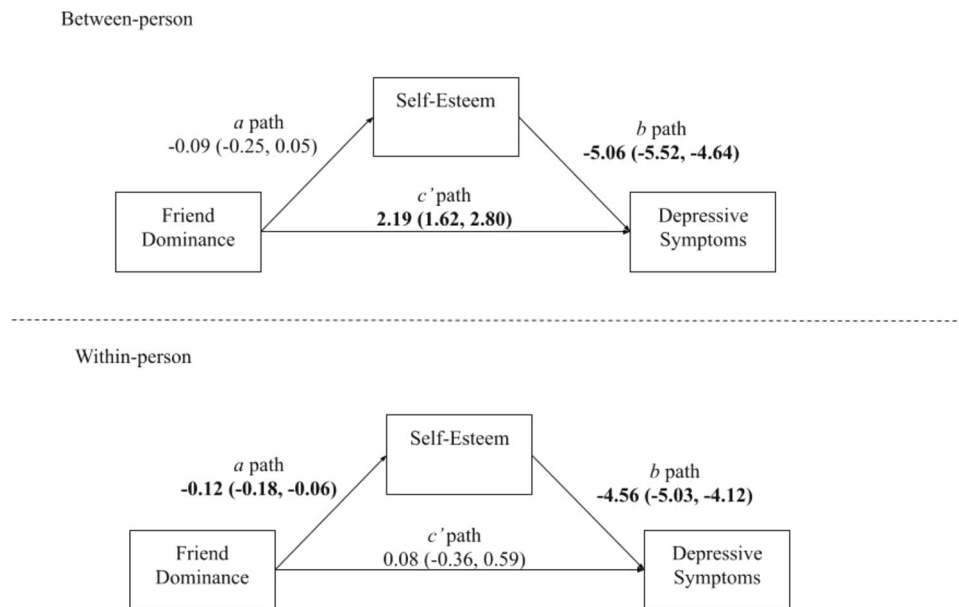 Between-person
Self-Esteem
a path
-0.09 (-0.25, 0.05)
b path
-5.06 (-5.52, -4.64)
c’path
2.19 (1.62, 2.80)
Friend
Dominance
Depressive
Symptoms
Within-person
Self-Esteem
a path
-0.12 (-0.18, -0.06)
b path
-4.56 (-5.03, -4.12)
c’path
0.08 (-0.36, 0.59)
Friend
Dominance
Depressive
Symptoms